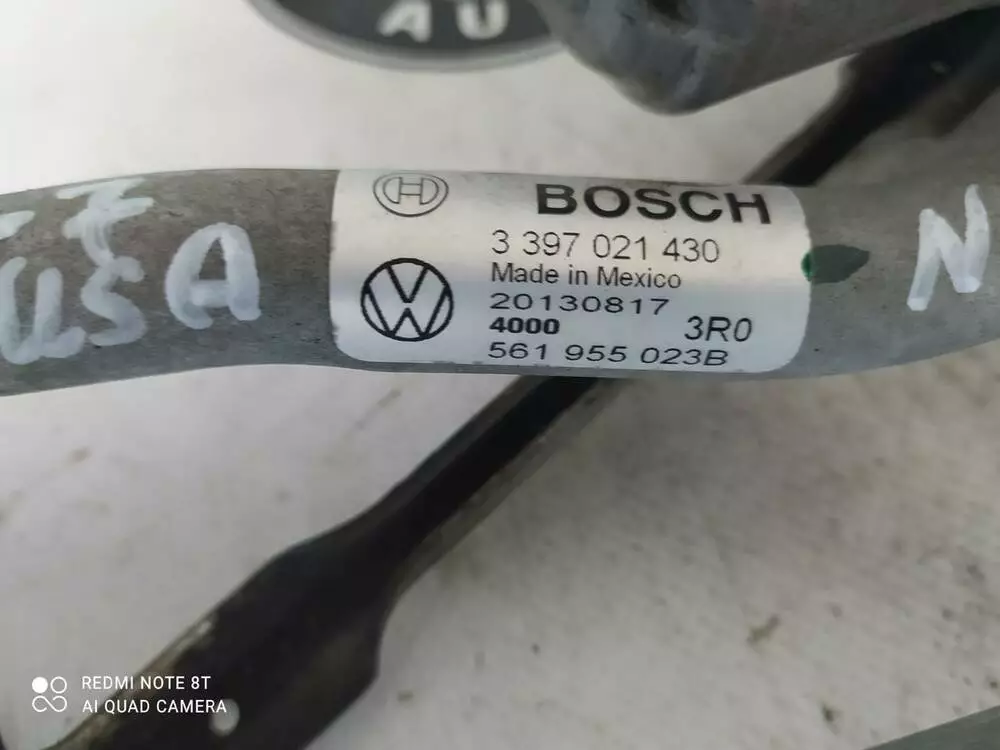 AU
BOSCH
3 397 021 430
Made in Mexico
20130817
4000 3R0
561 955 023B
USA
N
REDMI NOTE 8T
AI QUAD CAMERA